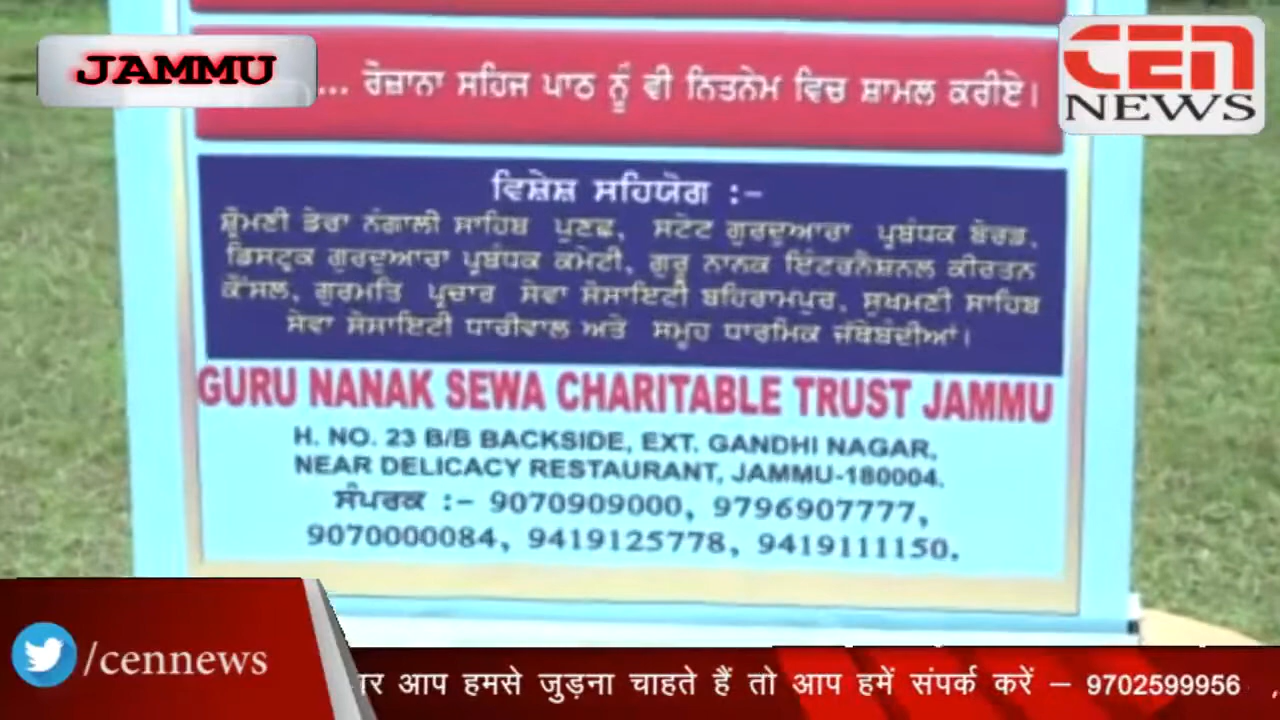 JAMMU
CEN
NEWS
... ਰੋਜ਼ਾਨਾ ਸਹਿਜ ਪਾਠ ਨੂੰ ਵੀ ਨਿਤਨੇਮ ਵਿਚ ਸ਼ਾਮਲ ਕਰੀਏ।
ਵਿਸ਼ੇਸ਼ ਸਹਿਯੋਗ :-
ਸ਼੍ਰੋਮਣੀ ਡੇਰਾ ਨੰਗਾਲੀ ਸਾਹਿਬ ਪੁਣਛ, ਸਟੇਟ ਗੁਰਦੁਆਰਾ ਪ੍ਰਬੰਧਕ ਬੋਰਡ,
ਡਿਸਟ੍ਰਕ ਗੁਰਦੁਆਰਾ ਪ੍ਰਬੰਧਕ ਕਮੇਟੀ, ਗੁਰੂ ਨਾਨਕ ਇੰਟਰਨੈਸ਼ਨਲ ਕੀਰਤਨ
ਕੌਂਸਲ, ਗੁਰਮਤਿ ਪ੍ਰਚਾਰ ਸੇਵਾ ਸੋਸਾਇਟੀ ਬਹਿਰਾਮਪੁਰ, ਸੁਖਮਣੀ ਸਾਹਿਬ
ਸੇਵਾ ਸੋਸਾਇਟੀ ਧਾਰੀਵਾਲ ਅਤੇ ਸਮੂਹ ਧਾਰਮਿਕ ਜੱਥੇਬੰਦੀਆਂ।
GURU NANAK SEWA CHARITABLE TRUST JAMMU
H. NO. 23 B/B BACKSIDE, EXT. GANDHI NAGAR,
NEAR DELICACY RESTAURANT, JAMMU-180004.
ਸੰਪਰਕ :- 9070909000, 9796907777,
9070000084, 9419125778, 9419111150.
/cennews
आप हमसे जुड़ना चाहते हैं तो आप हमें संपर्क करें – 9702599956 ,